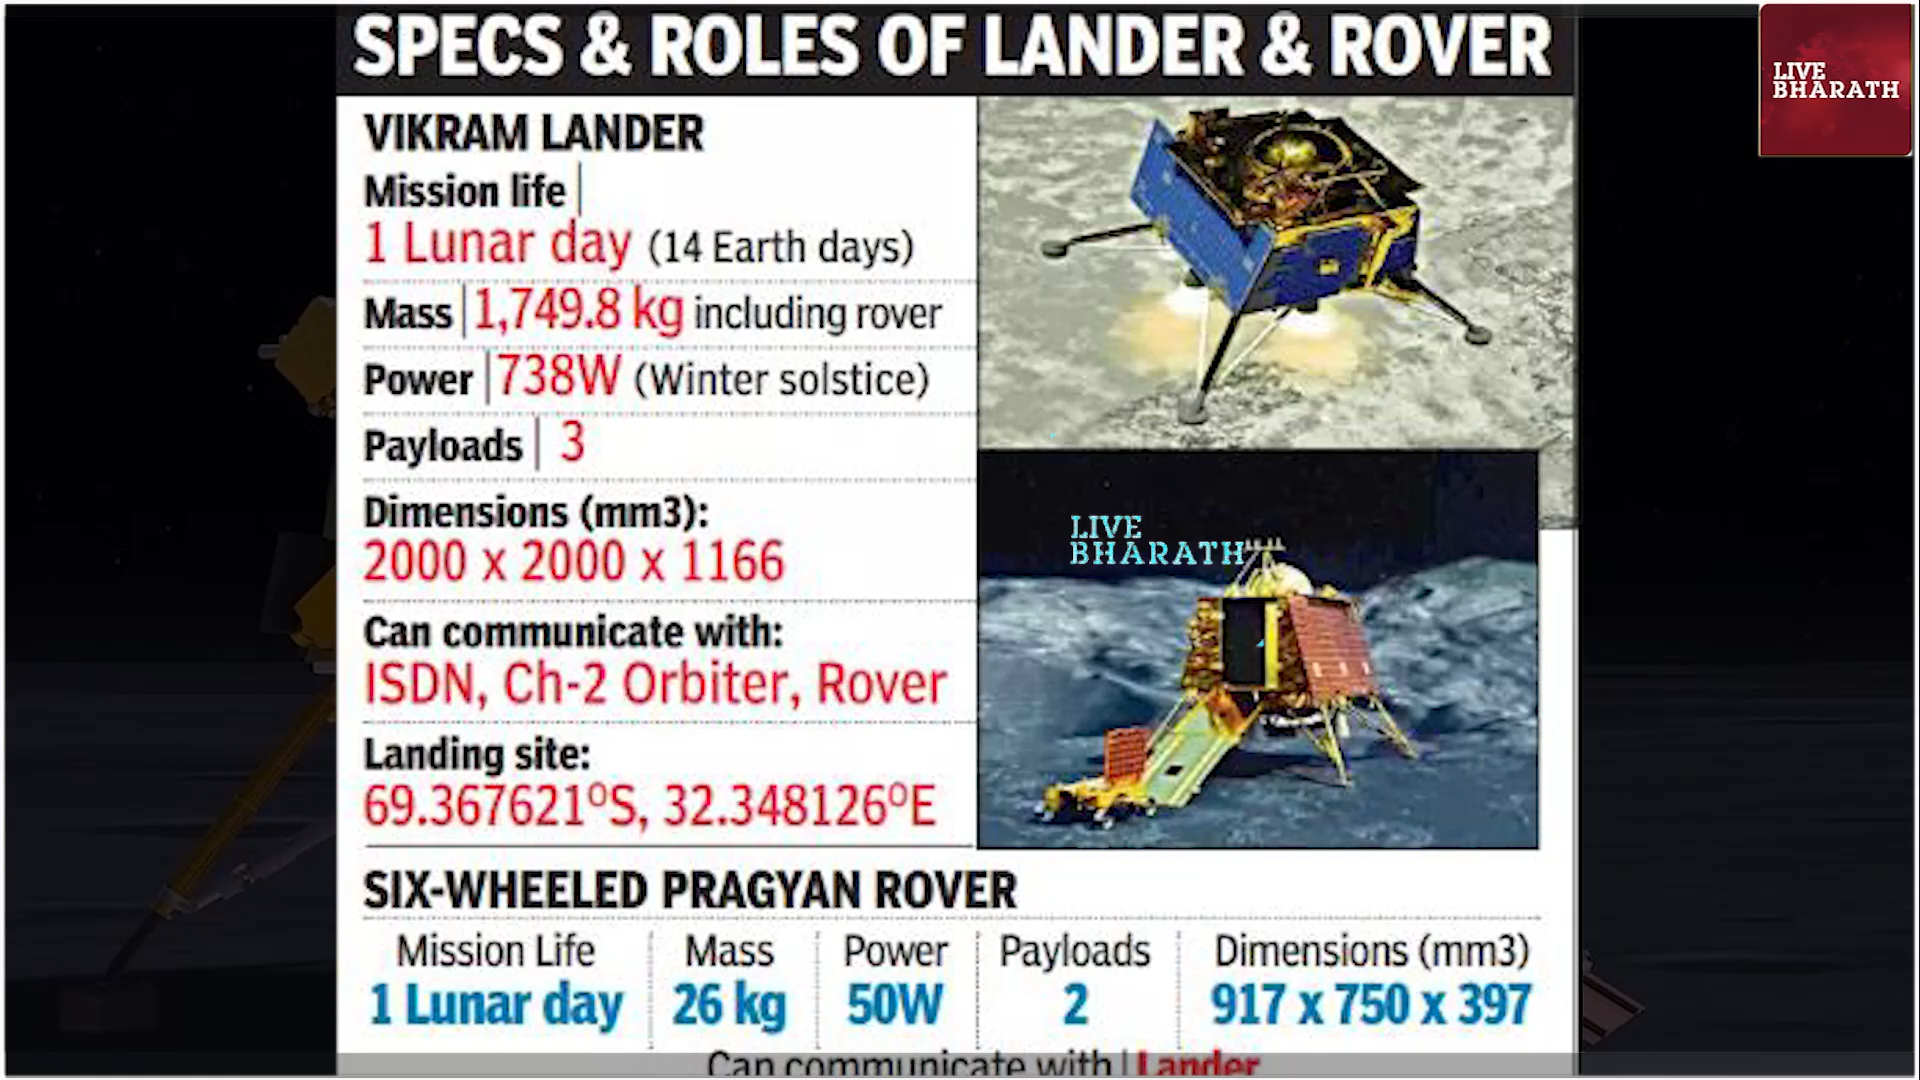 SPECS & ROLES OF LANDER & ROVER
LIVE
BHARATH
VIKRAM LANDER
Mission life
1 Lunar day (14 Earth days)
Mass 1,749.8 kg including rover
Power 738W (Winter solstice)
Payloads 3
Dimensions (mm3):
2000 x 2000 x 1166
Can communicate with:
ISDN, Ch-2 Orbiter, Rover
Landing site:
69.367621ºS, 32.348126ºE
LIVE
BHARATH
SIX-WHEELED PRAGYAN ROVER
Mission Life Mass Power Payloads Dimensions (mm3)
1 Lunar day 26 kg 50W 2 917 x 750 x 397
Can communicate with Lander